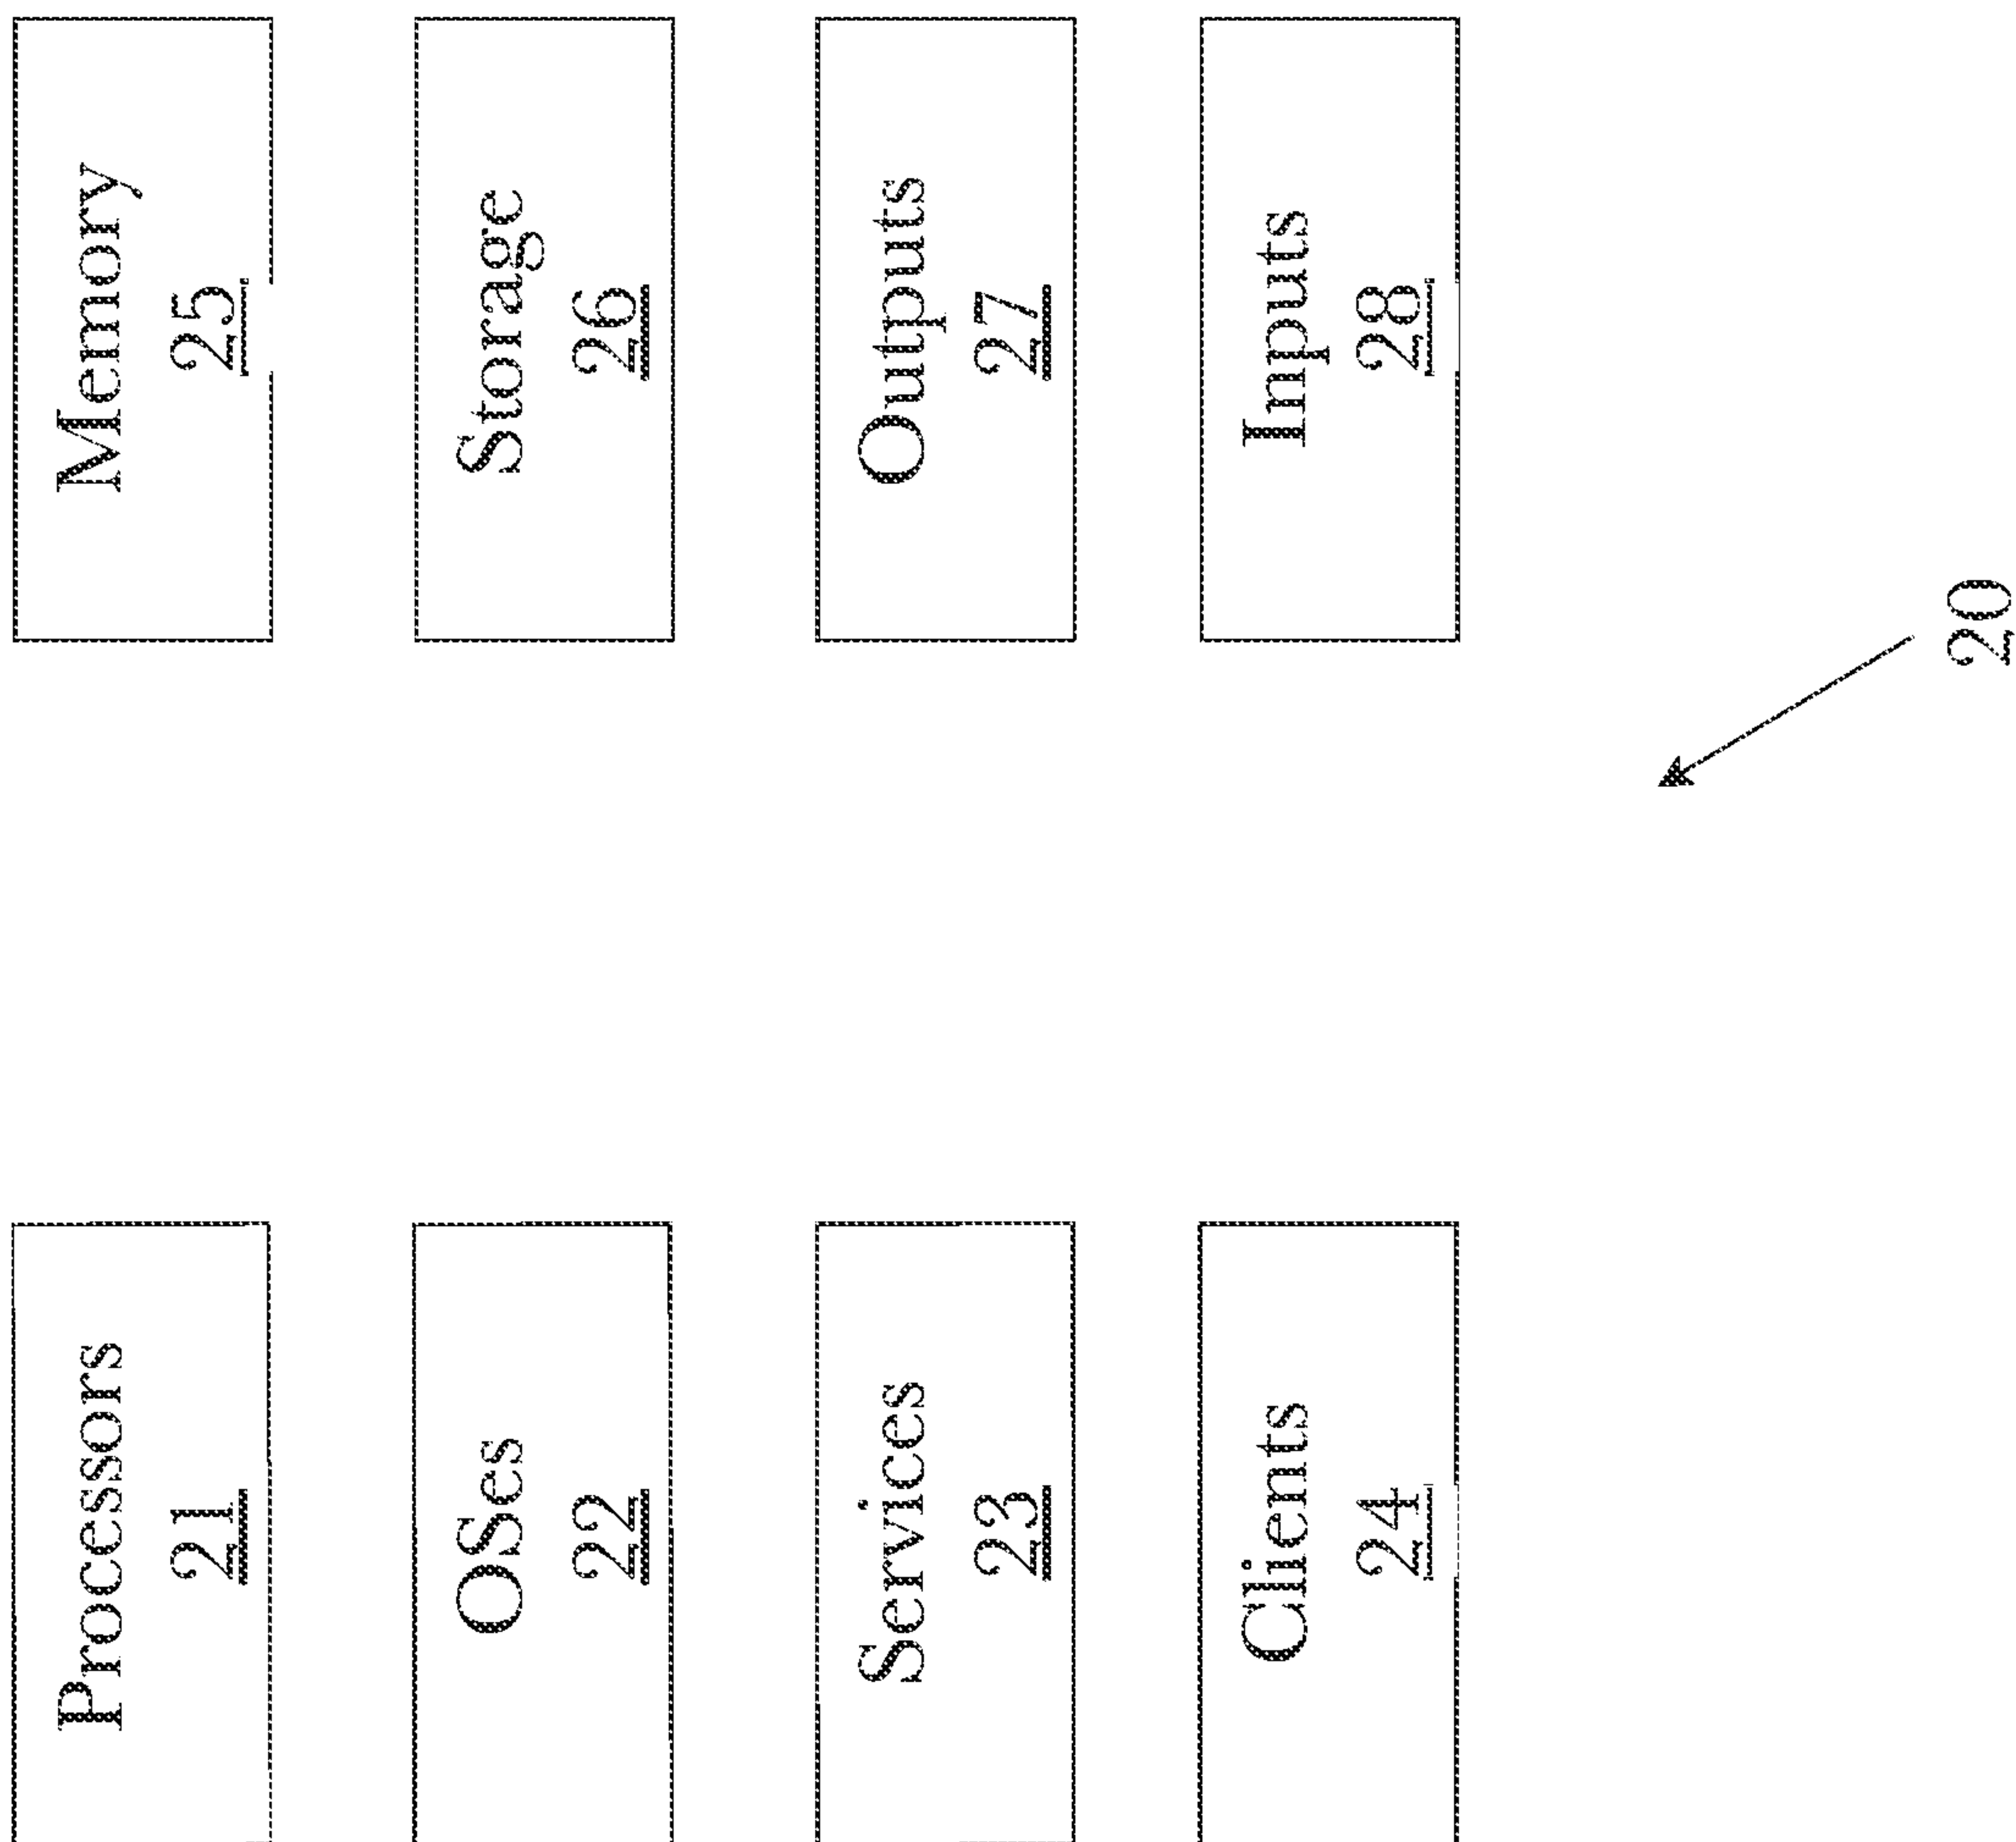 Processors
21
Memory
25
OSes
22
Storage
26
Services
23
Outputs
27
Clients
24
Inputs
28
20